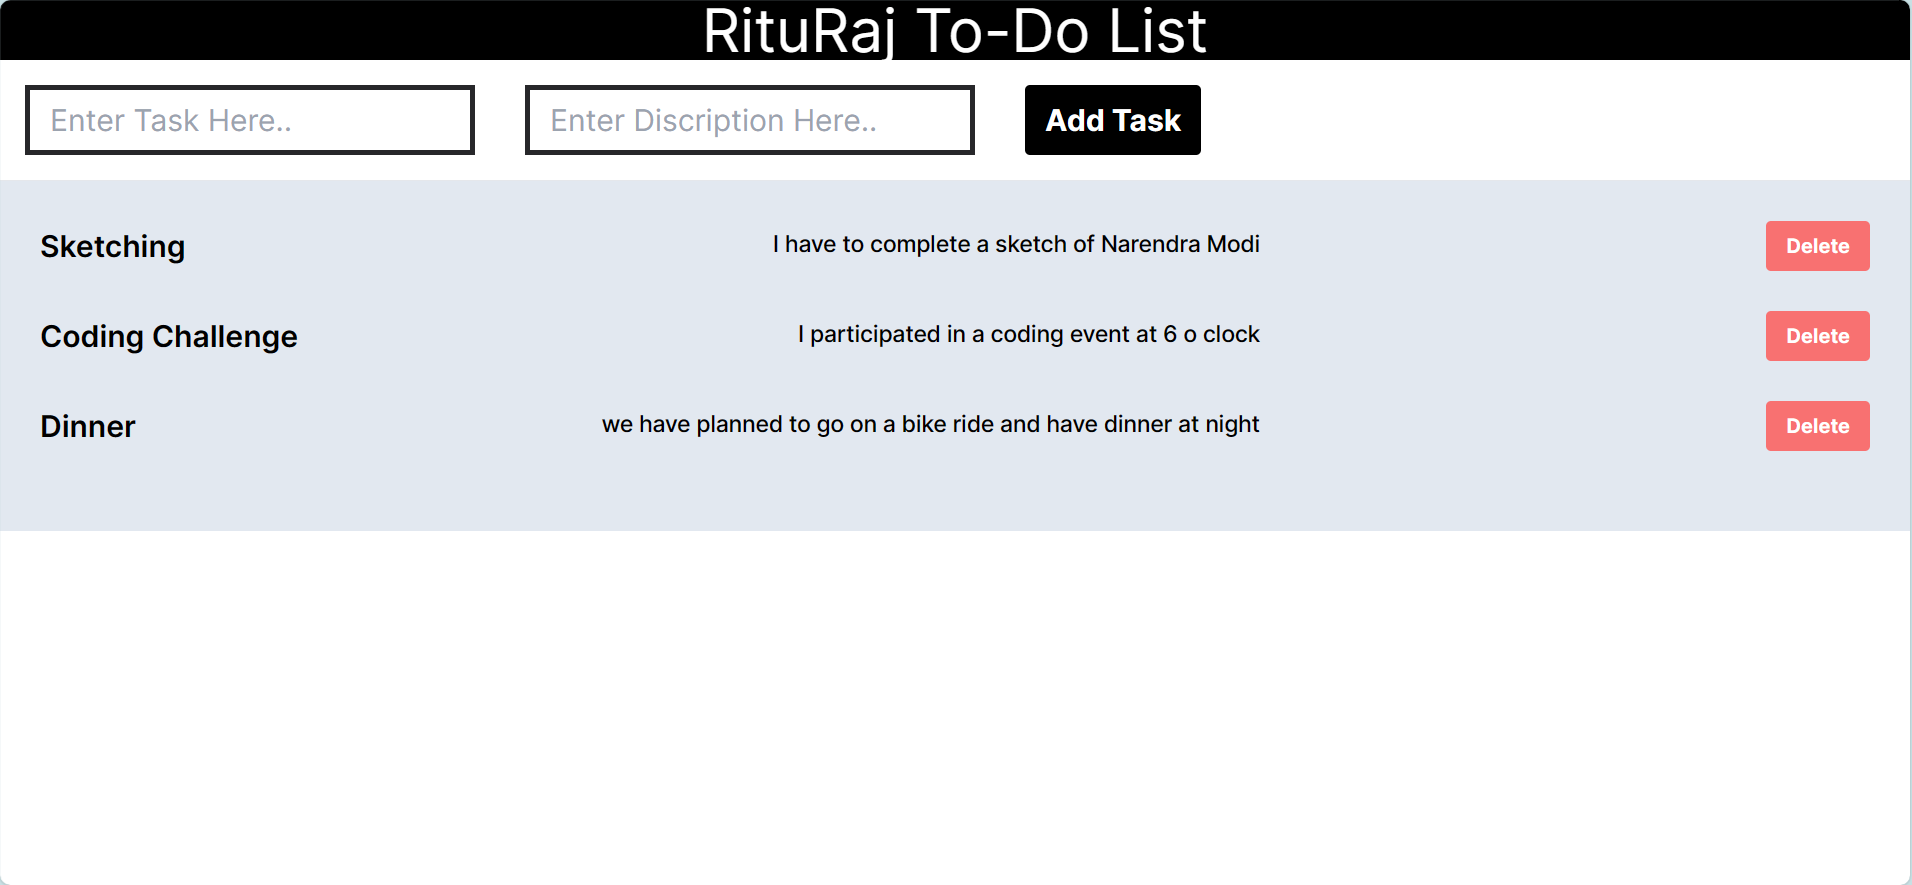 RituRaj To-Do List
Enter Task Here.. Enter Discription Here.. Add Task
Sketching I have to complete a sketch of Narendra Modi Delete
Coding Challenge I participated in a coding event at 6 o clock Delete
Dinner we have planned to go on a bike ride and have dinner at night Delete